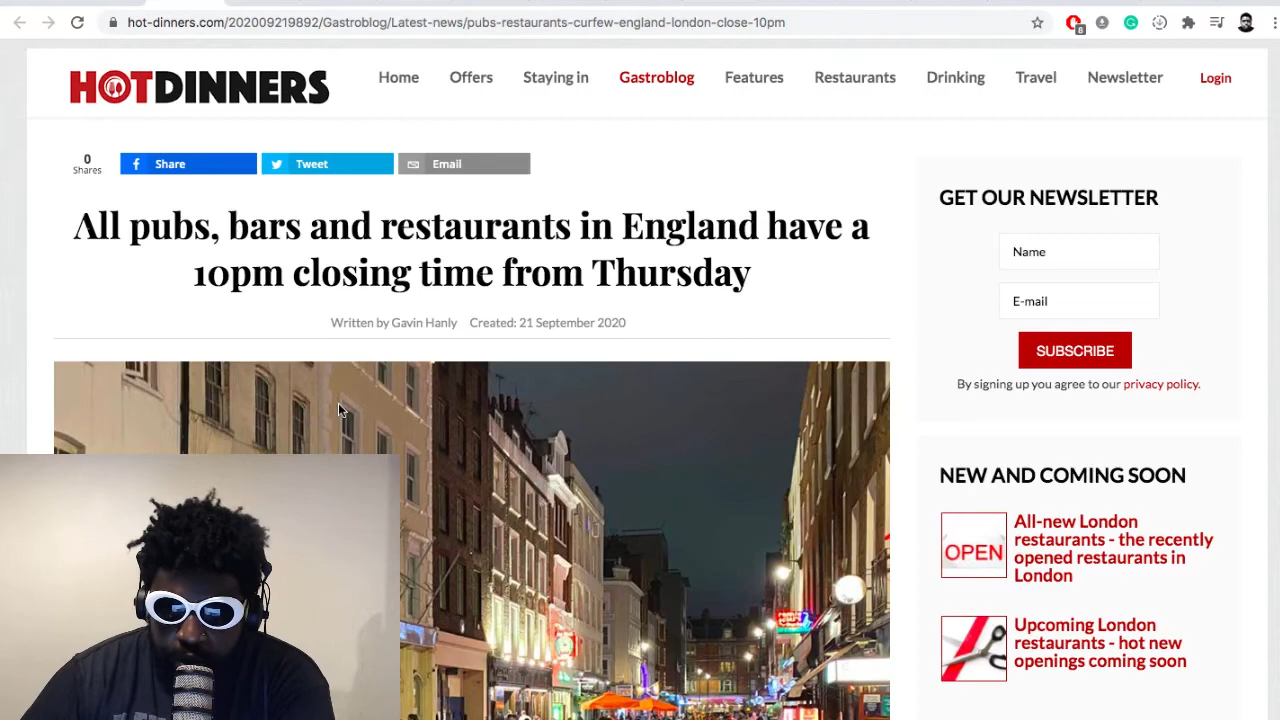 hot-dinners.com/202009219892/Gastroblog/Latest-news/pubs-restaurants-curfew-england-london-close-10pm
8
HOTDINNERS
Home Offers Staying in Gastroblog Features Restaurants Drinking Travel Newsletter Login
0
Shares
Share
Tweet
Email
All pubs, bars and restaurants in England have a
10pm closing time from Thursday
Written by Gavin Hanly Created: 21 September 2020
GET OUR NEWSLETTER
Name
E-mail
SUBSCRIBE
By signing up you agree to our privacy policy.
NEW AND COMING SOON
OPEN
All-new London
restaurants - the recently
opened restaurants in
London
Upcoming London
restaurants - hot new
openings coming soon